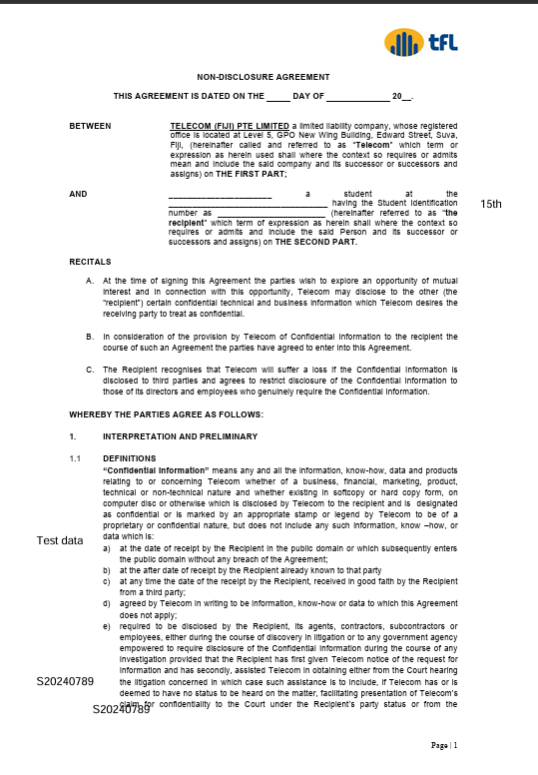 tfl
NON-DISCLOSURE AGREEMENT
THIS AGREEMENT IS DATED ON THE _____ DAY OF _____________ 20__.
BETWEEN TELECOM (FIJI) PTE LIMITED a limited liability company, whose registered
office is located at Level 5, GPO New Wing Building, Edward Street, Suva,
Fiji, (hereinafter called and referred to as “Telecom” which term or
expression as herein used shall where the context so requires or admits
mean and include the said company and its successor or successors and
assigns) on THE FIRST PART;
AND ______________________ a student at the
__________________________________ having the Student Identification
number as _______________________ (hereinafter referred to as “the
recipient” which term of expression as herein shall where the context so
requires or admits and include the said Person and its successor or
successors and assigns) on THE SECOND PART.
15th
RECITALS
A. At the time of signing this Agreement the parties wish to explore an opportunity of mutual
interest and in connection with this opportunity, Telecom may disclose to the other (the
“recipient”) certain confidential technical and business information which Telecom desires the
receiving party to treat as confidential.
B. In consideration of the provision by Telecom of Confidential Information to the recipient the
course of such an Agreement the parties have agreed to enter into this Agreement.
C. The Recipient recognises that Telecom will suffer a loss if the Confidential Information is
disclosed to third parties and agrees to restrict disclosure of the Confidential Information to
those of its directors and employees who genuinely require the Confidential Information.
WHEREBY THE PARTIES AGREE AS FOLLOWS:
1. INTERPRETATION AND PRELIMINARY
1.1 DEFINITIONS
“Confidential Information” means any and all the information, know-how, data and products
relating to or concerning Telecom whether of a business, financial, marketing, product,
technical or non-technical nature and whether existing in softcopy or hard copy form, on
computer disc or otherwise which is disclosed by Telecom to the recipient and is designated
as confidential or is marked by an appropriate stamp or legend by Telecom to be of a
proprietary or confidential nature, but does not include any such information, know –how, or
data which is:
Test data
a) at the date of receipt by the Recipient in the public domain or which subsequently enters
the public domain without any breach of the Agreement;
b) at the after date of receipt by the Recipient already known to that party
c) at any time the date of the receipt by the Recipient, received in good faith by the Recipient
from a third party;
d) agreed by Telecom in writing to be information, know-how or data to which this Agreement
does not apply;
e) required to be disclosed by the Recipient, its agents, contractors, subcontractors or
employees, either during the course of discovery in litigation or to any government agency
empowered to require disclosure of the Confidential Information during the course of any
investigation provided that the Recipient has first given Telecom notice of the request for
information and has secondly, assisted Telecom in obtaining either from the Court hearing
the litigation concerned in which case such assistance is to include, if Telecom has or is
deemed to have no status to be heard on the matter, facilitating presentation of Telecom’s
claim for confidentiality to the Court under the Recipient’s party status or from the
S20240789
S20240789
Page | 1